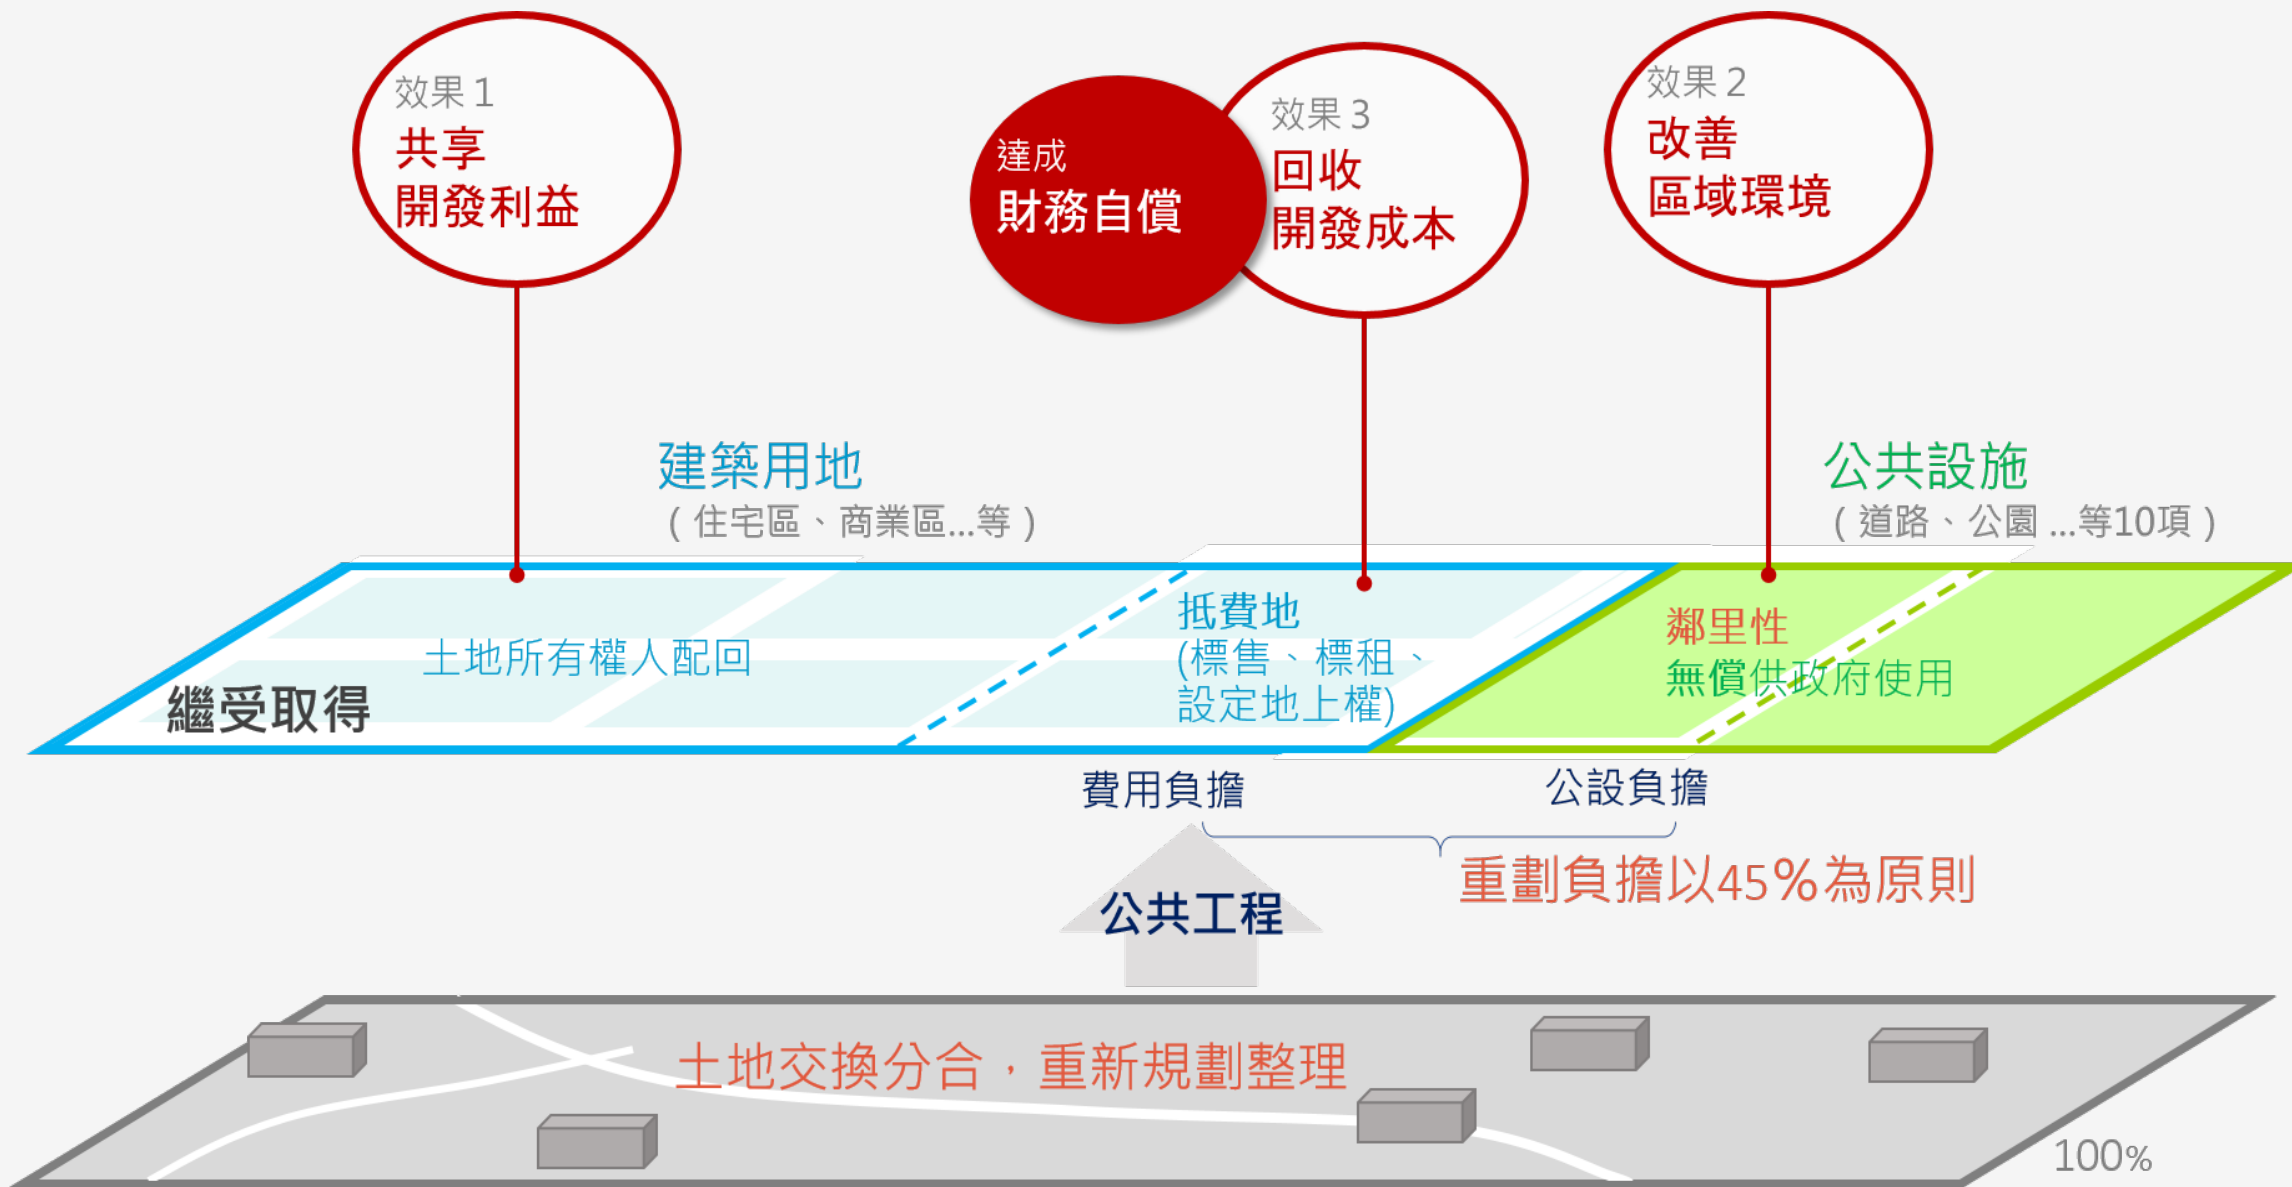 效果 1
共享
開發利益
達成
財務自償
效果 3
回收
開發成本
效果 2
改善
區域環境
建築用地
（住宅區、商業區...等）
公共設施
（道路、公園 ...等10項）
土地所有權人配回
繼受取得
抵費地
(標售、標租、
設定地上權)
鄰里性
無償供政府使用
費用負擔
公設負擔
重劃負擔以45%為原則
公共工程
土地交換分合，重新規劃整理
100%